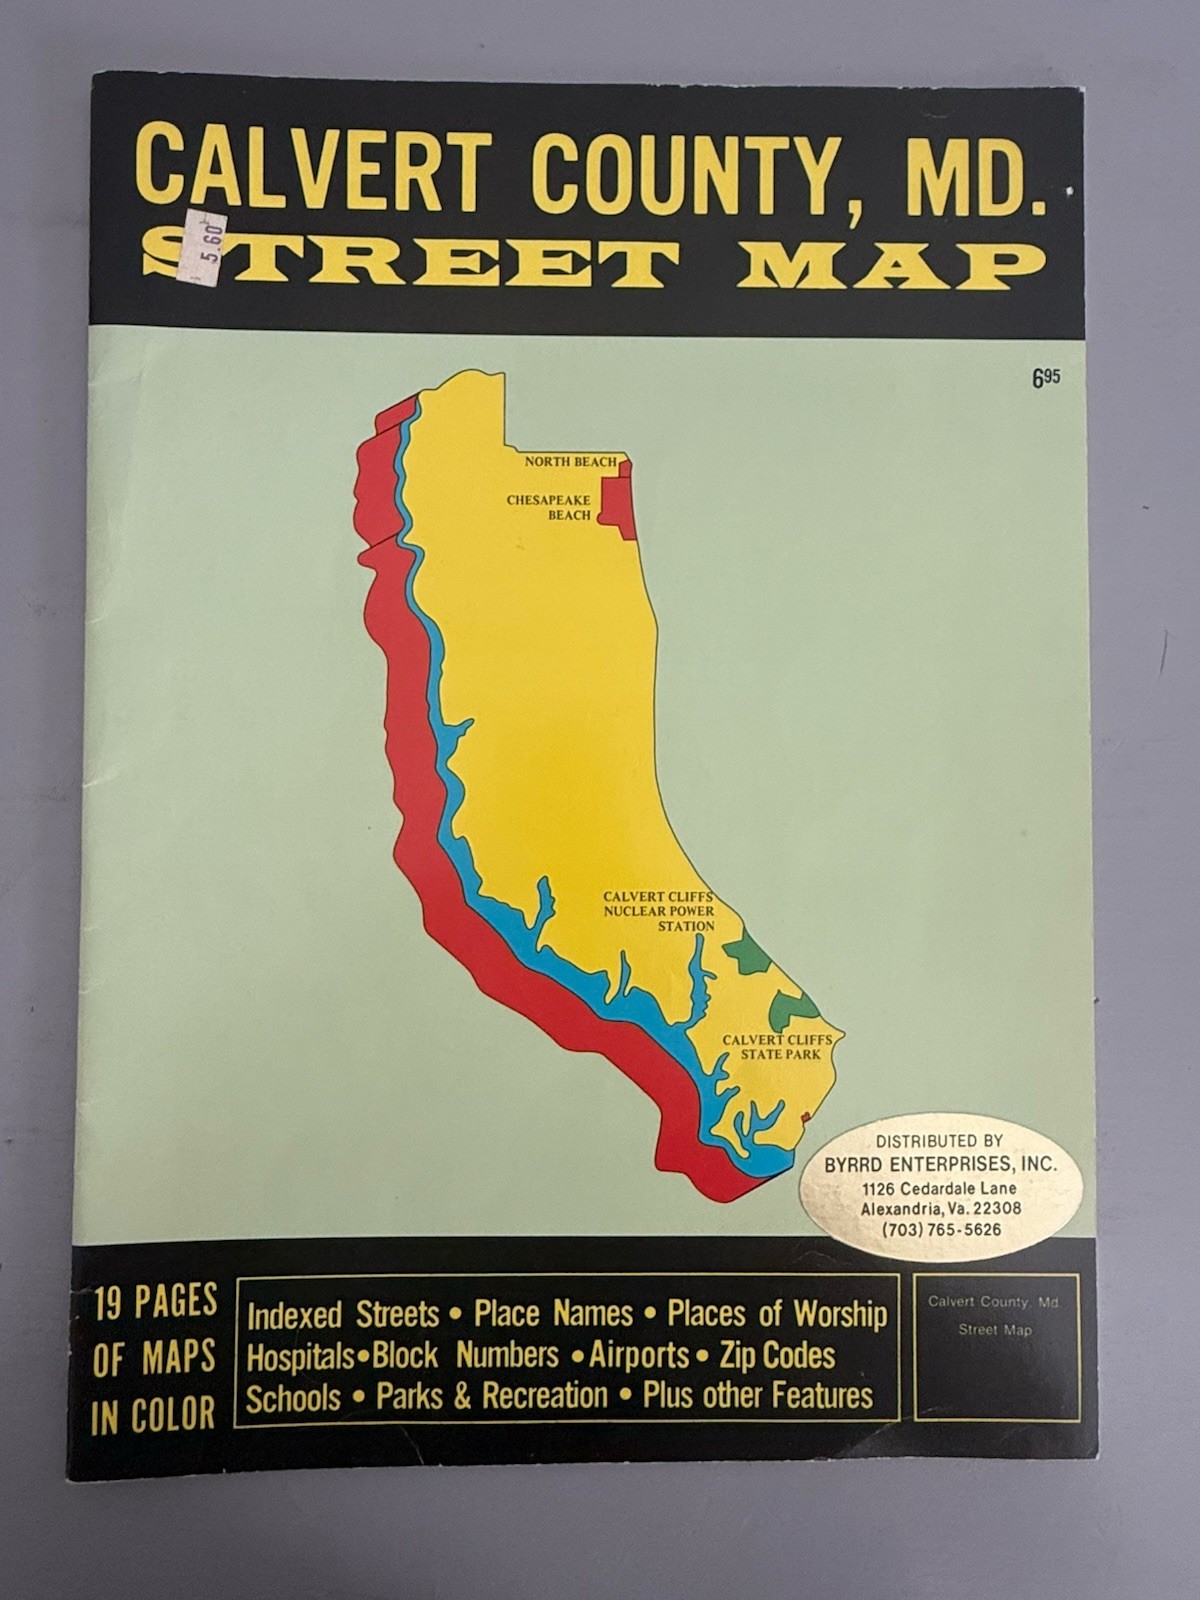 CALVERT COUNTY, MD.
STREET MAP
5.60
6.95
NORTH BEACH
CHESAPEAKE
BEACH
CALVERT CLIFFS
NUCLEAR POWER
STATION
CALVERT CLIFFS
STATE PARK
DISTRIBUTED BY
BYRRD ENTERPRISES, INC.
1126 Cedardale Lane
Alexandria, Va. 22308
(703) 765-5626
19 PAGES
OF MAPS
IN COLOR
Indexed Streets • Place Names • Places of Worship
Hospitals • Block Numbers • Airports • Zip Codes
Schools • Parks & Recreation • Plus other Features
Calvert County, Md.
Street Map